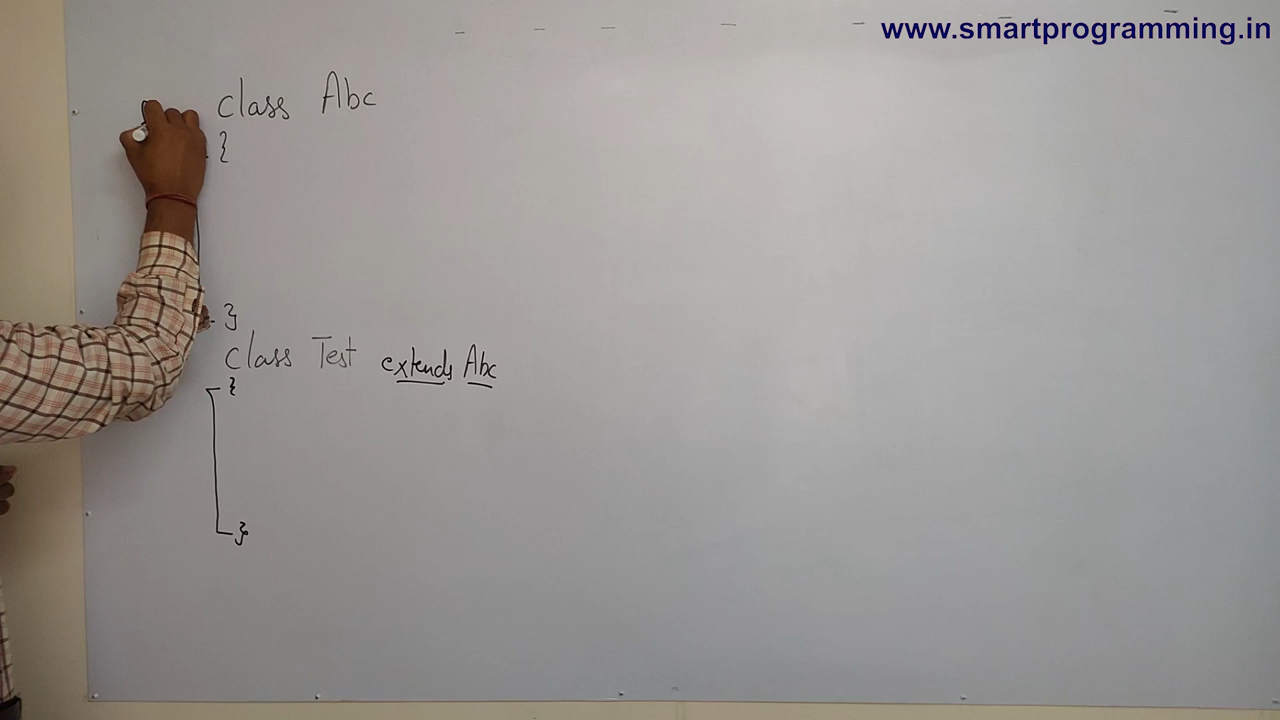 www.smartprogramming.in
class Abc
{
}
class Test extends Abc
{
}